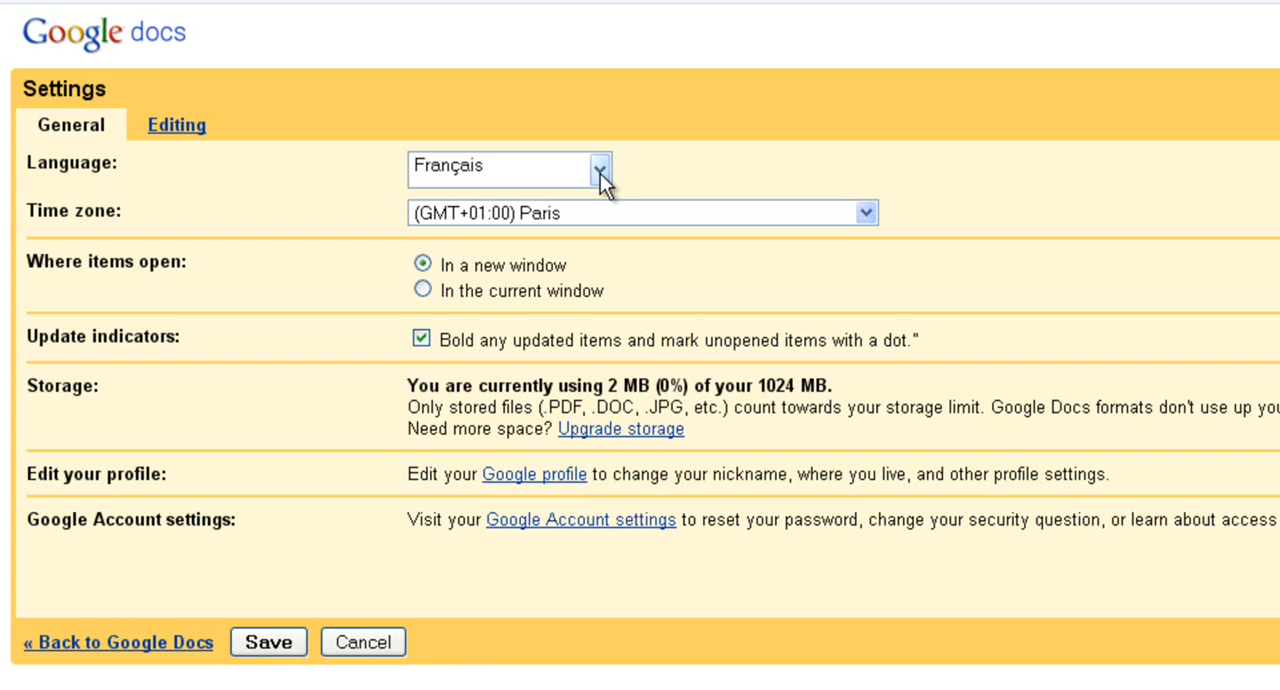 Google docs
Settings
General Editing
Language: Français
Time zone: (GMT+01:00) Paris
Where items open: In a new window
In the current window
Update indicators: Bold any updated items and mark unopened items with a dot."
Storage: You are currently using 2 MB (0%) of your 1024 MB.
Only stored files (.PDF, .DOC, .JPG, etc.) count towards your storage limit. Google Docs formats don't use up
Need more space? Upgrade storage
Edit your profile: Edit your Google profile to change your nickname, where you live, and other profile settings.
Google Account settings: Visit your Google Account settings to reset your password, change your security question, or learn about access
« Back to Google Docs Save Cancel